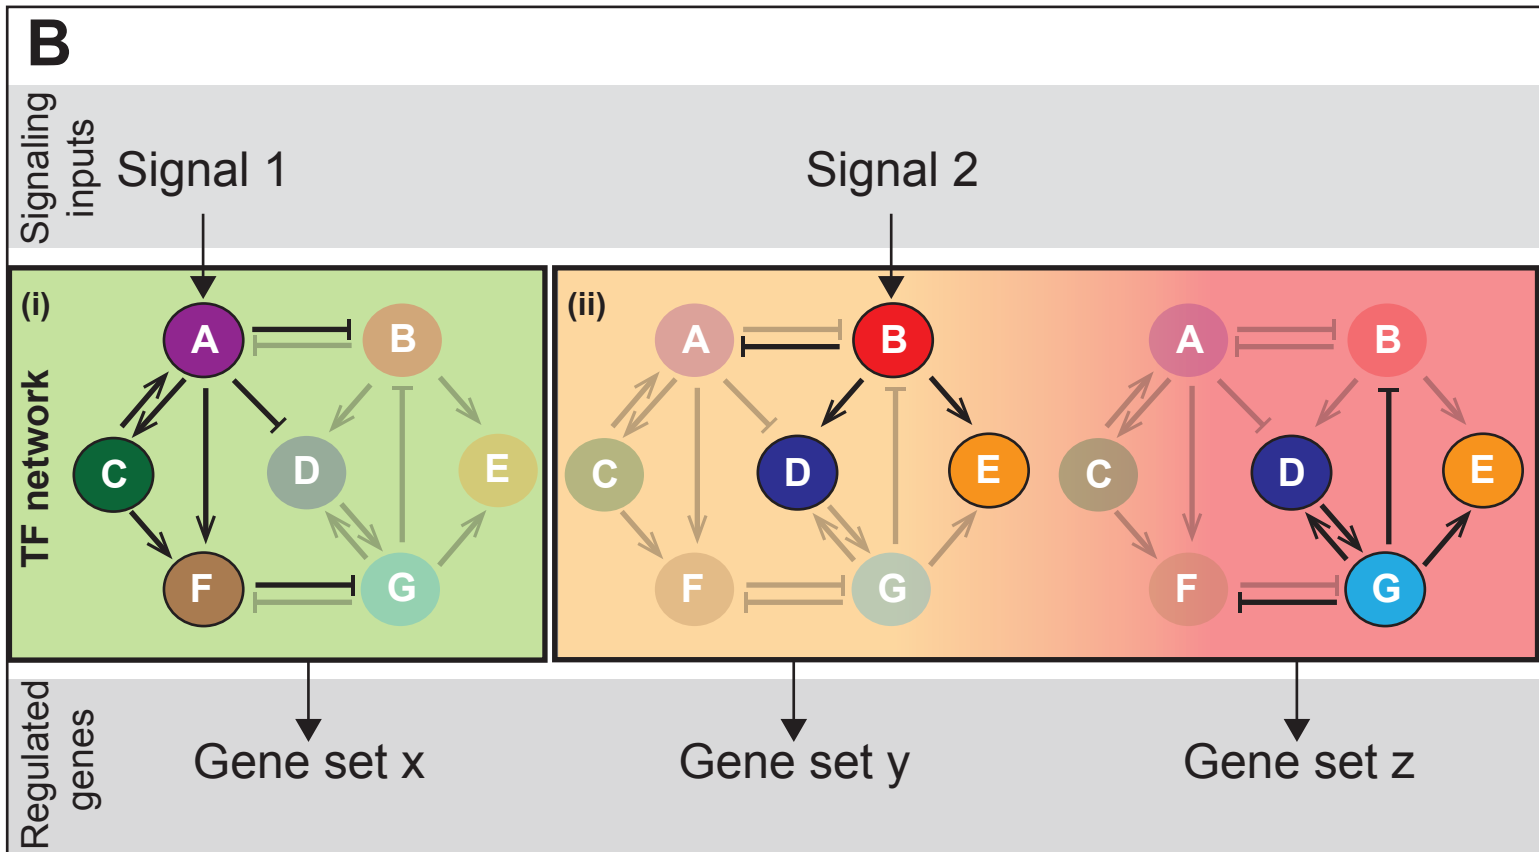 B
Signaling
inputs
Signal 1
Signal 2
TF network
(i)
A
B
C
D
E
F
G
(ii)
A
B
C
D
E
F
G
A
B
C
D
E
F
G
Regulated
genes
Gene set x
Gene set y
Gene set z